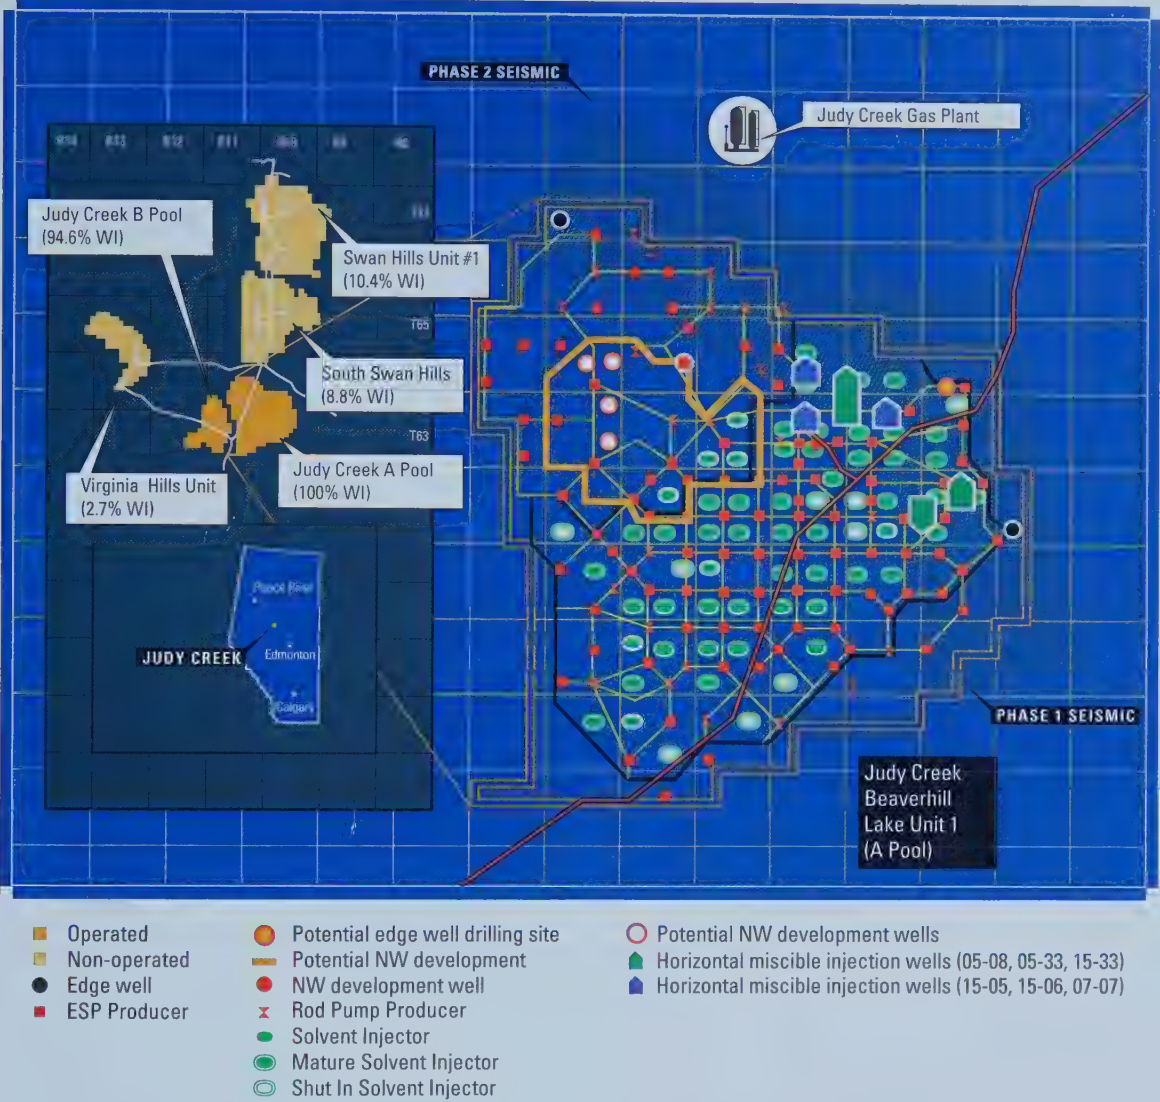 PHASE 2 SEISMIC
Judy Creek Gas Plant
R13
R12
R11
Judy Creek B Pool
(94.6% WI)
Swan Hills Unit #1
(10.4% WI)
T65
South Swan Hills
(8.8% WI)
T63
Judy Creek A Pool
(100% WI)
Virginia Hills Unit
(2.7% WI)
Peace River
JUDY CREEK
Edmonton
Calgary
PHASE 1 SEISMIC
Judy Creek
Beaverhill
Lake Unit 1
(A Pool)
Operated
Non-operated
Edge well
ESP Producer
Potential edge well drilling site
Potential NW development
NW development well
Rod Pump Producer
Solvent Injector
Mature Solvent Injector
Shut In Solvent Injector
Potential NW development wells
Horizontal miscible injection wells (05-08, 05-33, 15-33)
Horizontal miscible injection wells (15-05, 15-06, 07-07)